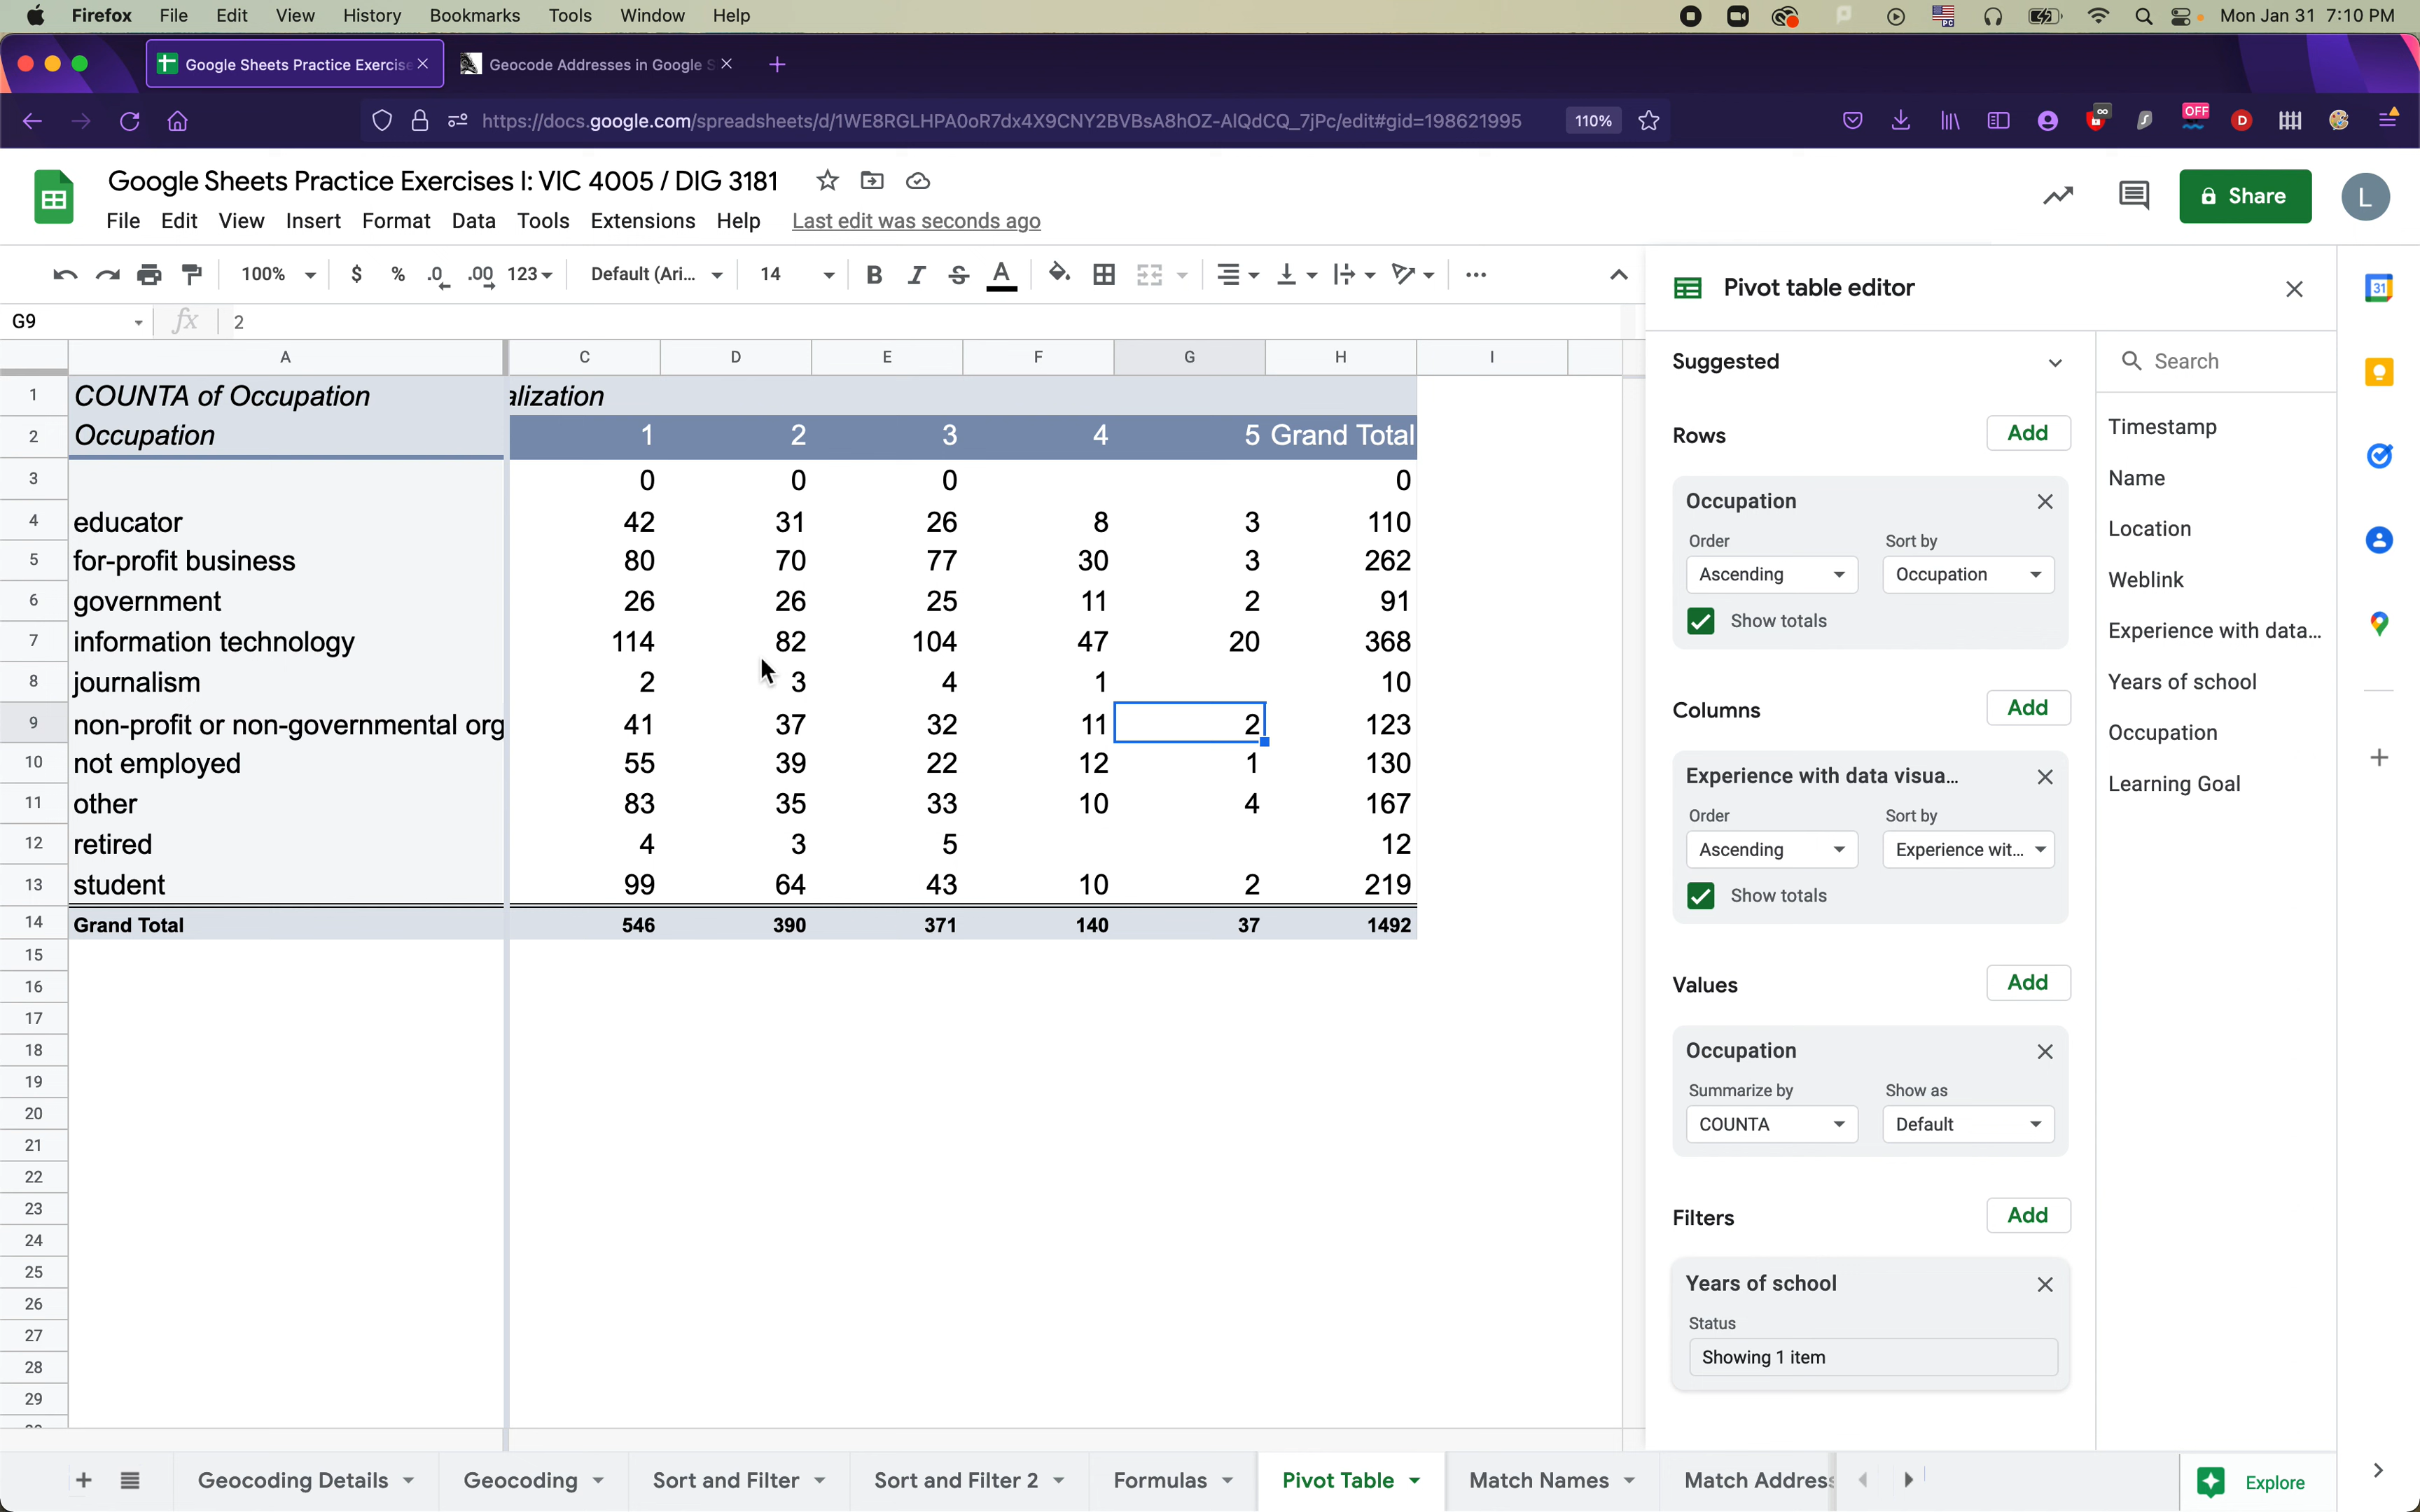 Firefox File Edit View History Bookmarks Tools Window Help Mon Jan 31 7:10 PM
Google Sheets Practice Exercise Geocode Addresses in Google S
https://docs.google.com/spreadsheets/d/1WE8RGLHPA0oR7dx4X9CNY2BVBsA8hOZ-AlQdCQ_7jPc/edit#gid=198621995 110% OFF
Google Sheets Practice Exercises I: VIC 4005 / DIG 3181
File Edit View Insert Format Data Tools Extensions Help Last edit was seconds ago
Share L
100% $ % .0 .00 123 Default (Ari... 14 B I S A
G9 fx 2
A C D E F G H I
1 COUNTA of Occupation alization
2 Occupation 1 2 3 4 5 Grand Total
3 0 0 0 0
4 educator 42 31 26 8 3 110
5 for-profit business 80 70 77 30 3 262
6 government 26 26 25 11 2 91
7 information technology 114 82 104 47 20 368
8 journalism 2 3 4 1 10
9 non-profit or non-governmental org 41 37 32 11 2 123
10 not employed 55 39 22 12 1 130
11 other 83 35 33 10 4 167
12 retired 4 3 5 12
13 student 99 64 43 10 2 219
14 Grand Total 546 390 371 140 37 1492
15
16
17
18
19
20
21
22
23
24
25
26
27
28
29
Pivot table editor
Suggested
Rows Add
Occupation
Order Sort by
Ascending Occupation
Show totals
Columns Add
Experience with data visua...
Order Sort by
Ascending Experience wit...
Show totals
Values Add
Occupation
Summarize by Show as
COUNTA Default
Filters Add
Years of school
Status
Showing 1 item
Search
Timestamp
Name
Location
Weblink
Experience with data...
Years of school
Occupation
Learning Goal
31
Geocoding Details Geocoding Sort and Filter Sort and Filter 2 Formulas Pivot Table Match Names Match Address Explore